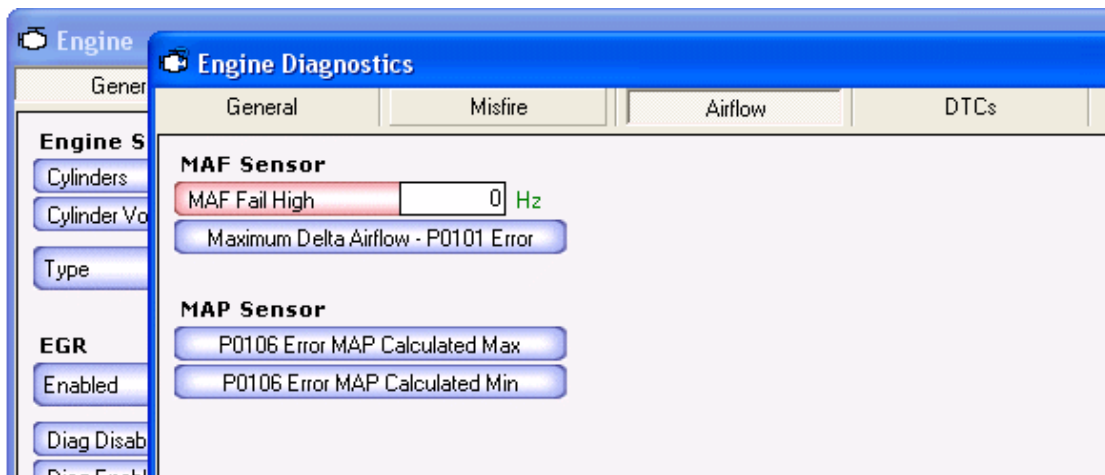 Engine
Engine Diagnostics
Gener
General Misfire Airflow DTCs
Engine S
Cylinders
Cylinder Vo
Type
EGR
Enabled
Diag Disab
MAF Sensor
MAF Fail High 0 Hz
Maximum Delta Airflow - P0101 Error
MAP Sensor
P0106 Error MAP Calculated Max
P0106 Error MAP Calculated Min